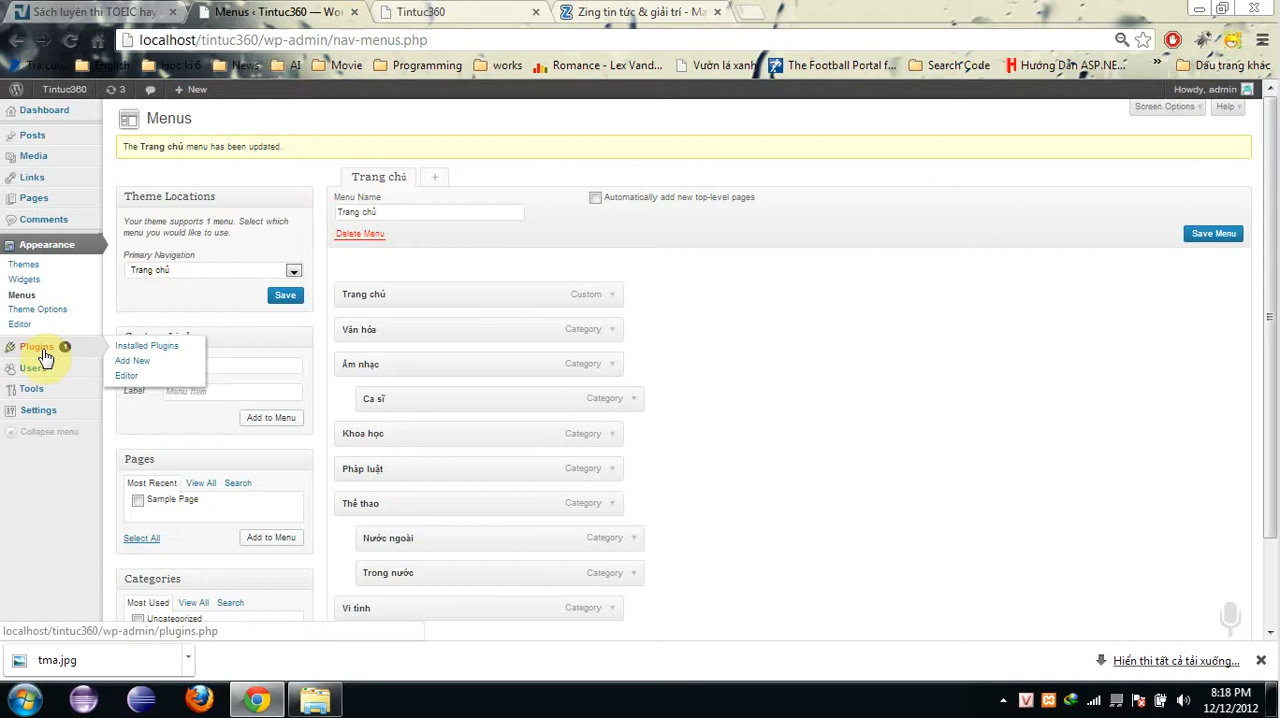 Sách luyện thi TOEIC hay
Menus ‹ Tintuc360 — Wo
Tintuc360
Zing tin tức & giải trí - Ma
localhost/tintuc360/wp-admin/nav-menus.php
Tra cứu
English
Học kì 6
News
AI
Movie
Programming
works
Romance - Lex Vand...
Vườn lá xanh
The Football Portal f...
Search Code
Hướng Dẫn ASP.NE...
»
Dấu trang khác
Tintuc360
3
+ New
Howdy, admin
Dashboard
Posts
Media
Links
Pages
Comments
Appearance
Themes
Widgets
Menus
Theme Options
Editor
Plugins 1
Users
Tools
Settings
Collapse menu
Installed Plugins
Add New
Editor
Menus
Screen Options
Help
The Trang chủ menu has been updated.
Theme Locations
Your theme supports 1 menu. Select which
menu you would like to use.
Primary Navigation
Trang chủ
Save
Label
Menu Item
Add to Menu
Pages
Most Recent View All Search
Sample Page
Select All
Add to Menu
Categories
Most Used View All Search
Uncategorized
Trang chủ
+
Menu Name
Trang chủ
Automatically add new top-level pages
Delete Menu
Save Menu
Trang chủ Custom
Văn hóa Category
Âm nhạc Category
Ca sĩ Category
Khoa học Category
Pháp luật Category
Thể thao Category
Nước ngoài Category
Trong nước Category
Vi tính Category
localhost/tintuc360/wp-admin/plugins.php
tma.jpg
Hiển thị tất cả tải xuống...
8:18 PM
12/12/2012